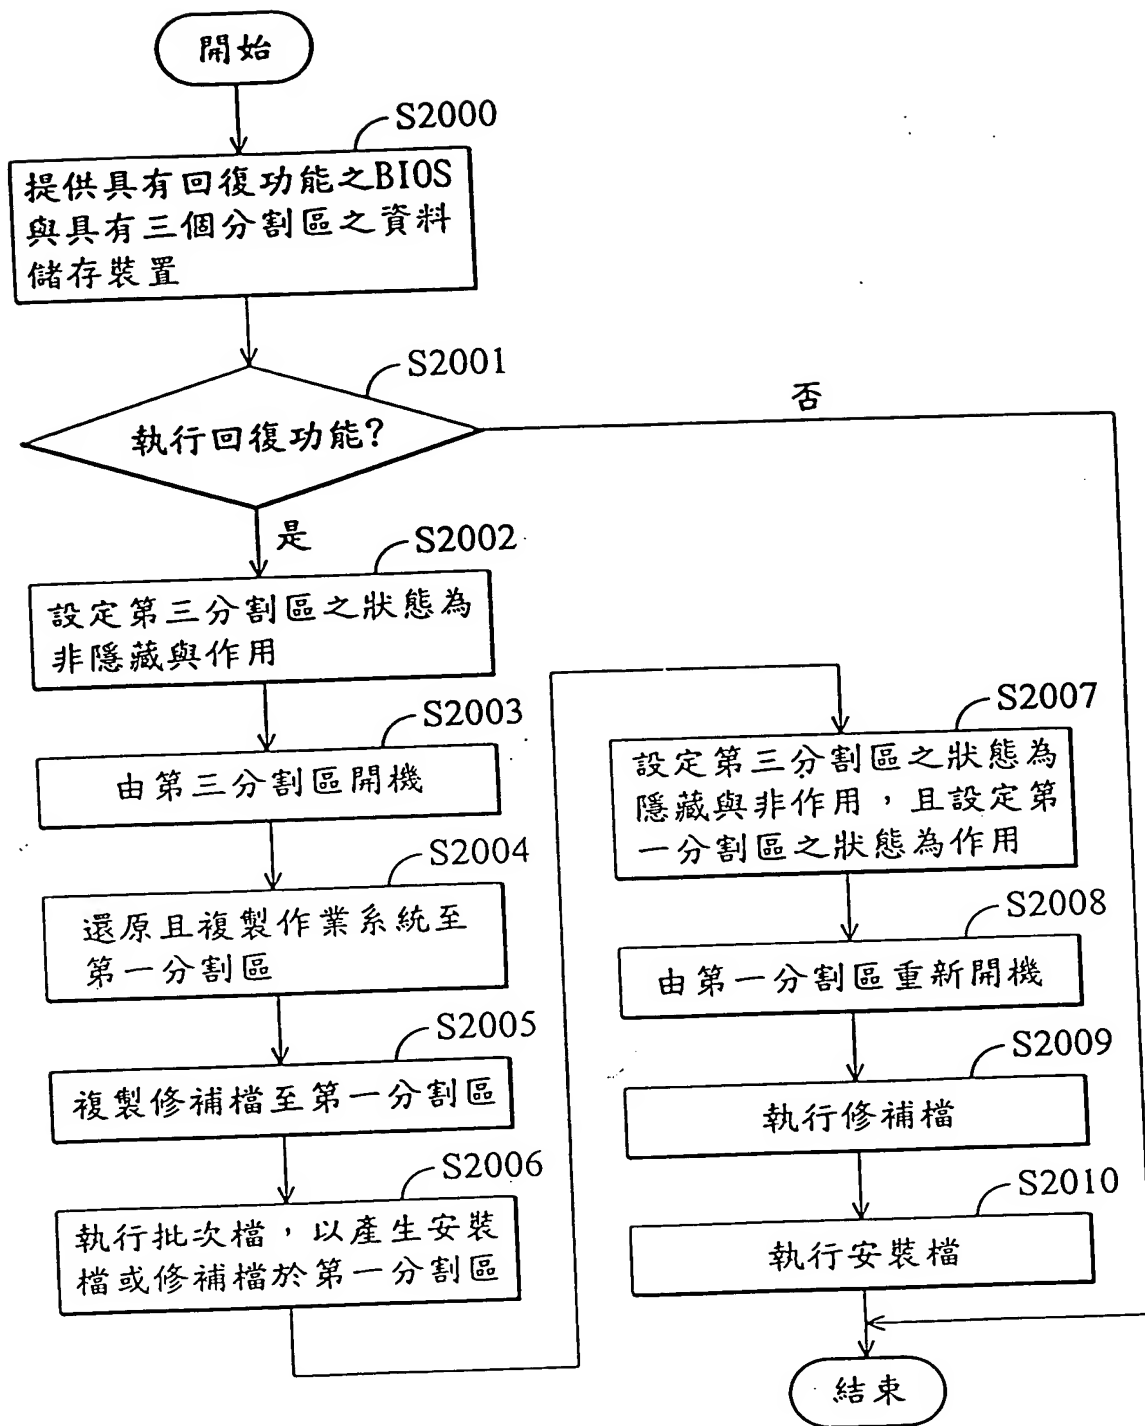 開始
S2000
提供具有回復功能之BIOS
與具有三個分割區之資料
儲存裝置
S2001
執行回復功能?
否
是
S2002
設定第三分割區之狀態為
非隱藏與作用
S2003
由第三分割區開機
S2004
還原且複製作業系統至
第一分割區
S2005
複製修補檔至第一分割區
S2006
執行批次檔，以產生安裝
檔或修補檔於第一分割區
S2007
設定第三分割區之狀態為
隱藏與非作用，且設定第
一分割區之狀態為作用
S2008
由第一分割區重新開機
S2009
執行修補檔
S2010
執行安裝檔
結束